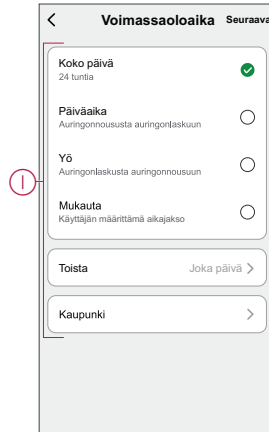 Voimassaoloaika Seuraava
Koko päivä
24 tuntia
Päiväaika
Auringonnoususta auringonlaskuun
Yö
Auringonlaskusta auringonnousuun
Mukauta
Käyttäjän määrittämä aikajakso
I
Toista Joka päivä
Kaupunki